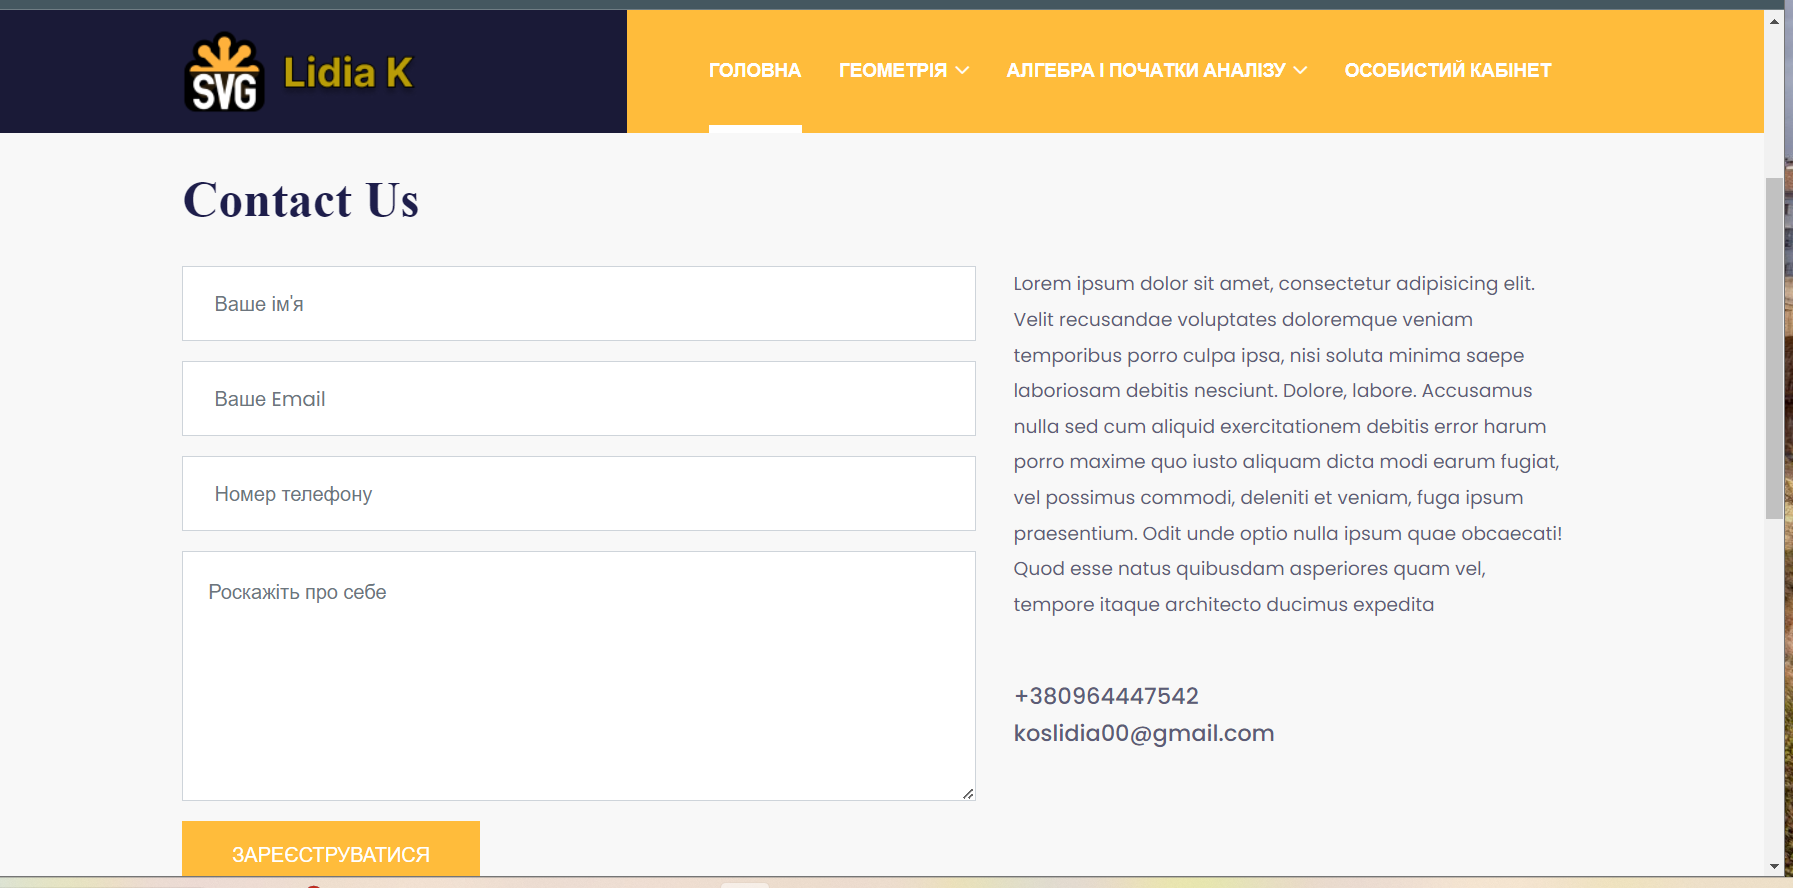 SVG Lidia K
ГОЛОВНА ГЕОМЕТРІЯ АЛГЕБРА І ПОЧАТКИ АНАЛІЗУ ОСОБИСТИЙ КАБІНЕТ
Contact Us
Ваше ім'я
Ваше Email
Номер телефону
Роскажіть про себе
ЗАРЕЄСТРУВАТИСЯ
Lorem ipsum dolor sit amet, consectetur adipisicing elit.
Velit recusandae voluptates doloremque veniam
temporibus porro culpa ipsa, nisi soluta minima saepe
laboriosam debitis nesciunt. Dolore, labore. Accusamus
nulla sed cum aliquid exercitationem debitis error harum
porro maxime quo iusto aliquam dicta modi earum fugiat,
vel possimus commodi, deleniti et veniam, fuga ipsum
praesentium. Odit unde optio nulla ipsum quae obcaecati!
Quod esse natus quibusdam asperiores quam vel,
tempore itaque architecto ducimus expedita
+380964447542
koslidia00@gmail.com